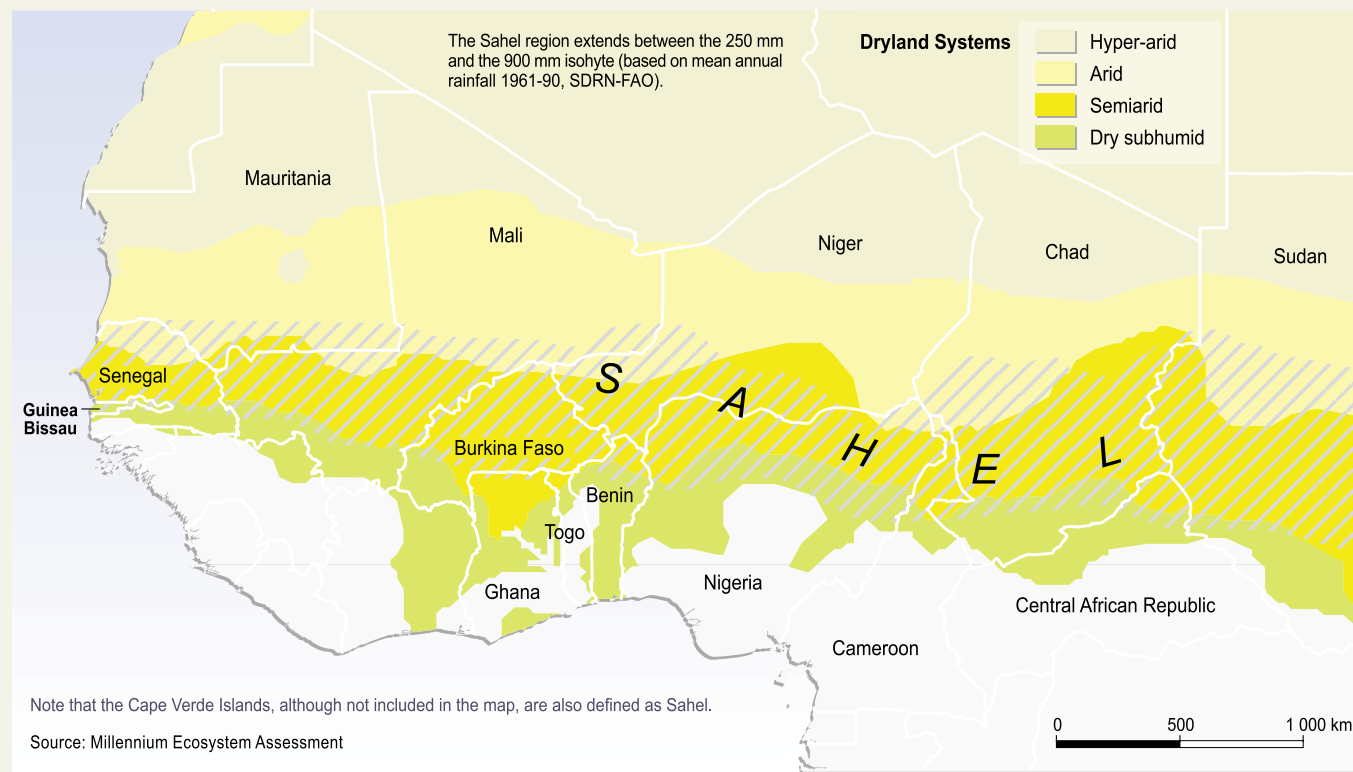 The Sahel region extends between the 250 mm
and the 900 mm isohyte (based on mean annual
rainfall 1961-90, SDRN-FAO).
Dryland Systems
Hyper-arid
Arid
Semiarid
Dry subhumid
Mauritania
Mali
Niger
Chad
Sudan
Senegal
Guinea
Bissau
S A H E L
Burkina Faso
Benin
Togo
Ghana
Nigeria
Central African Republic
Cameroon
Note that the Cape Verde Islands, although not included in the map, are also defined as Sahel.
Source: Millennium Ecosystem Assessment
0 500 1 000 km